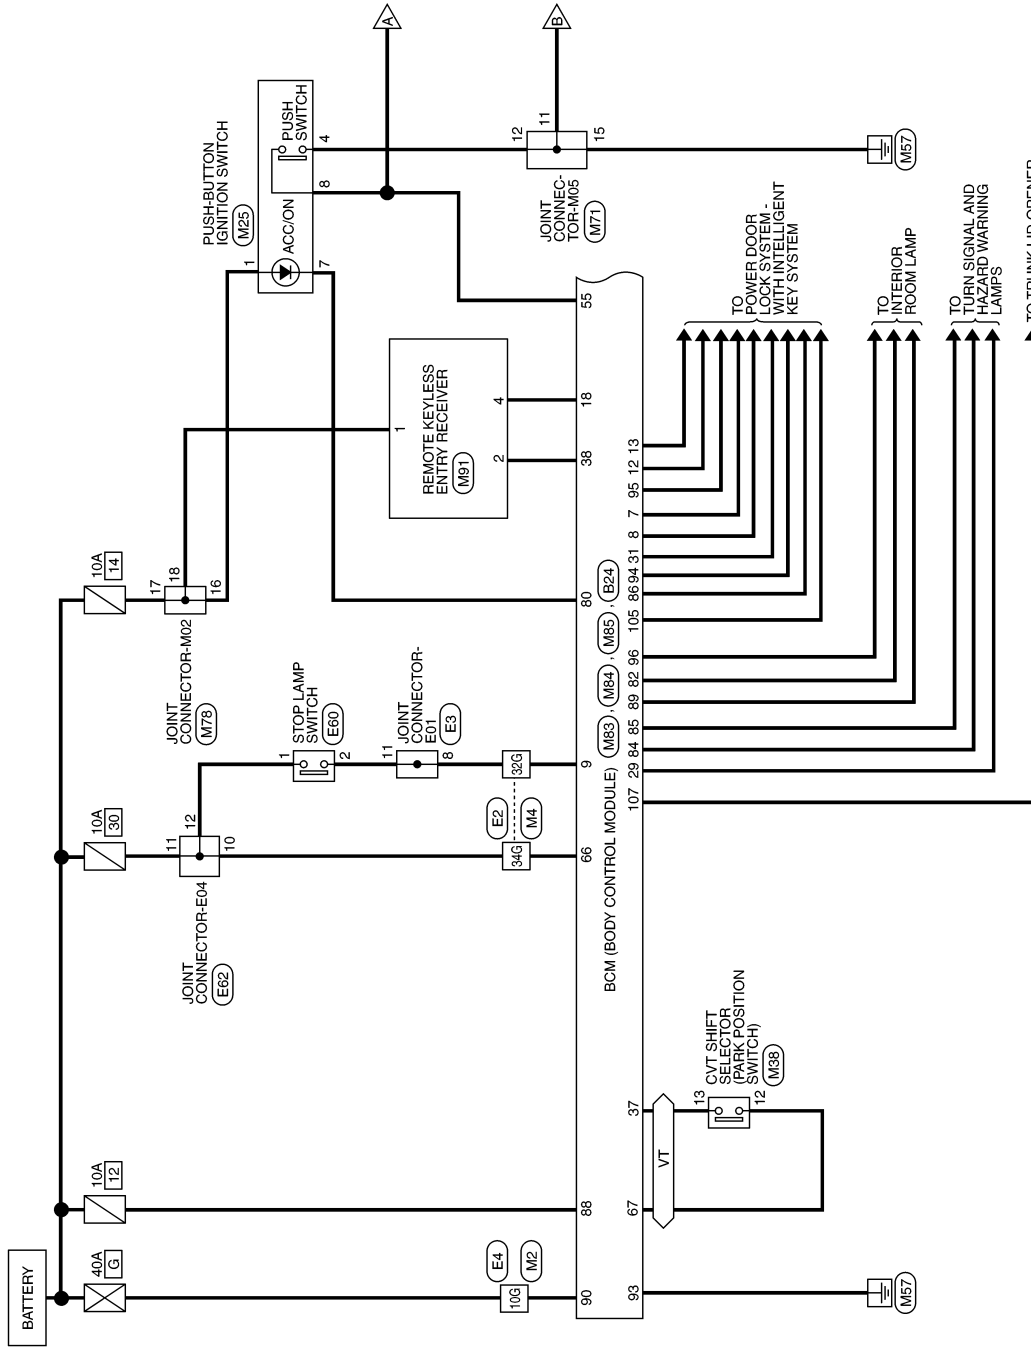 BATTERY
40A
G
10A
12
10A
30
10A
14
JOINT
CONNECTOR-E04
E62
11
12
10
JOINT
CONNECTOR-M02
M78
17
18
16
STOP LAMP
SWITCH
E60
1
2
JOINT
CONNECTOR-
E01
E3
11
8
PUSH-BUTTON
IGNITION SWITCH
M25
1
ACC/ON
PUSH
SWITCH
7
8
4
A
B
REMOTE KEYLESS
ENTRY RECEIVER
M91
1
2
4
JOINT
CONNEC-
TOR-M05
M71
12
11
15
M57
E4
M2
10G
E2
M4
34G
32G
90
88
66
9
80
38
18
55
BCM (BODY CONTROL MODULE)
M83 , M84 , M85 , B24
93
67
37
107
29
84
85
89
82
96
105
86
94
31
8
7
95
12
13
VT
13
12
CVT SHIFT
SELECTOR
(PARK POSITION
SWITCH)
M38
M57
TO
POWER DOOR
LOCK SYSTEM -
WITH INTELLIGENT
KEY SYSTEM
TO
INTERIOR
ROOM LAMP
TO
TURN SIGNAL AND
HAZARD WARNING
LAMPS
TO TRUNK LID OPENER